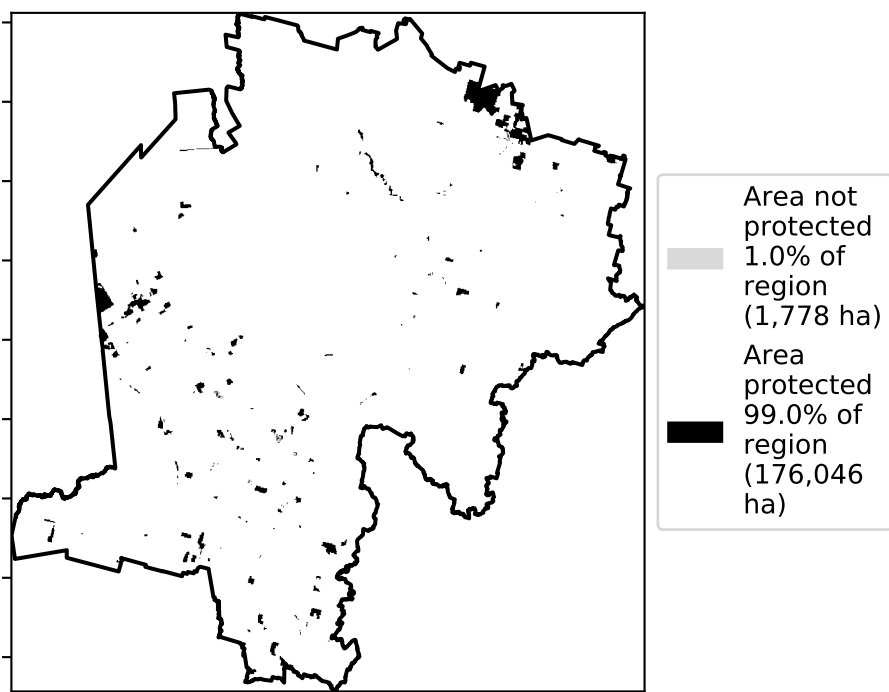 Area not
protected
1.0% of
region
(1,778 ha)
Area
protected
99.0% of
region
(176,046
ha)